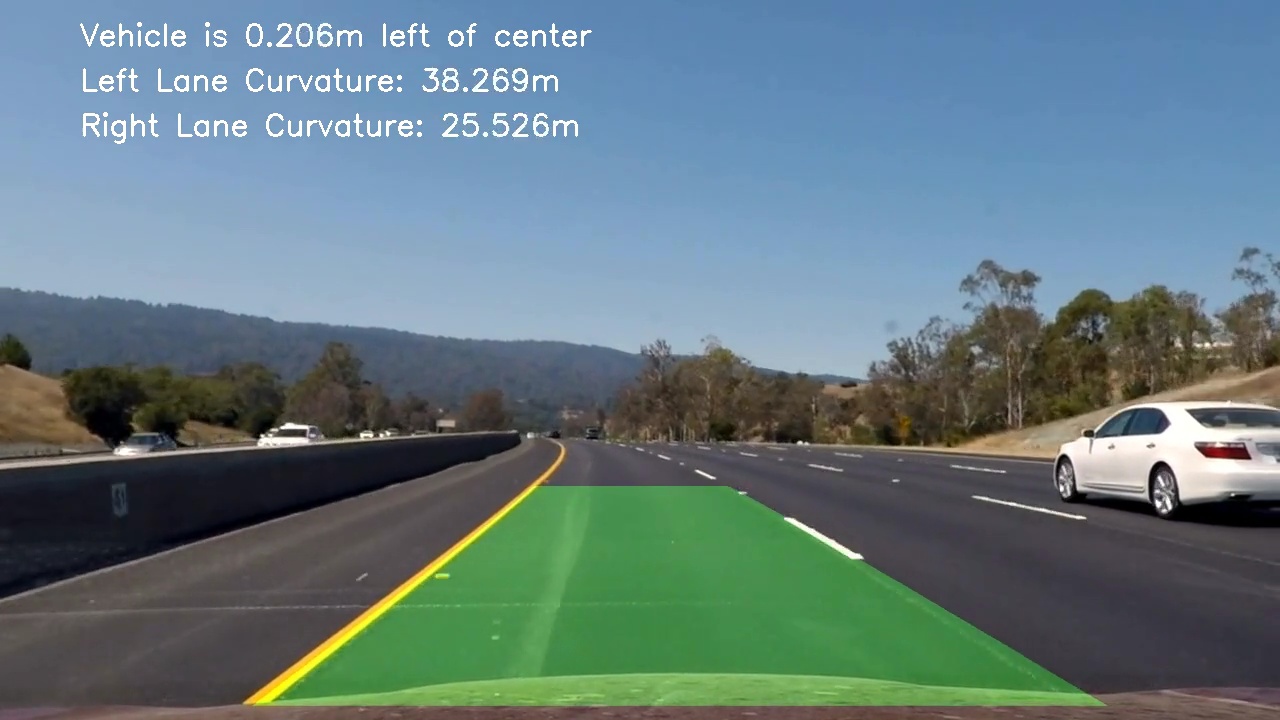 Vehicle is 0.206m left of center
Left Lane Curvature: 38.269m
Right Lane Curvature: 25.526m